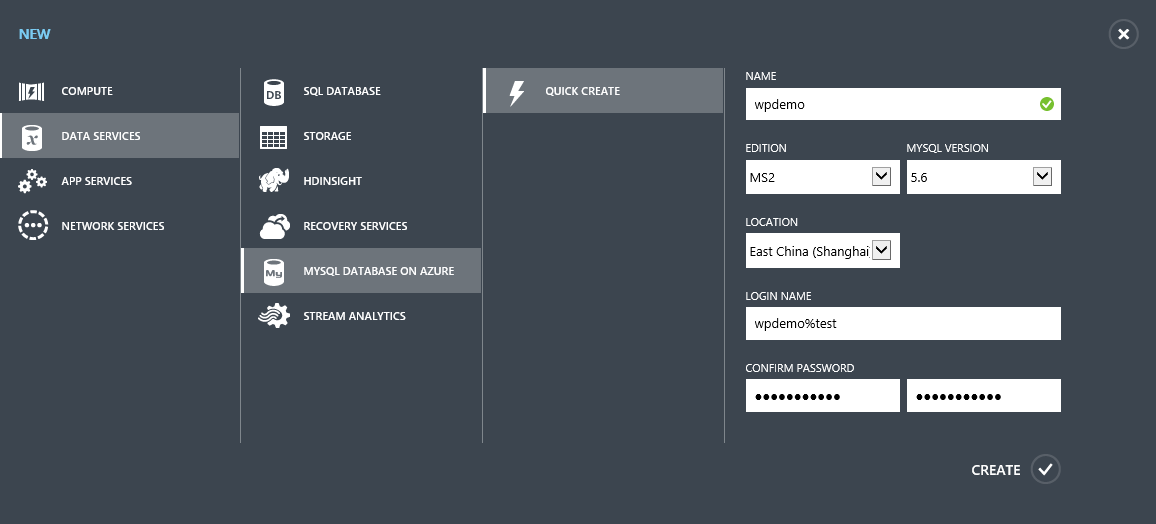 NEW
COMPUTE
DATA SERVICES
APP SERVICES
NETWORK SERVICES
DB
SQL DATABASE
STORAGE
HDINSIGHT
RECOVERY SERVICES
My
MYSQL DATABASE ON AZURE
STREAM ANALYTICS
QUICK CREATE
NAME
wpdemo
EDITION
MYSQL VERSION
MS2
5.6
LOCATION
East China (Shanghai
LOGIN NAME
wpdemo%test
CONFIRM PASSWORD
●●●●●●●●●●● ●●●●●●●●●●●
CREATE